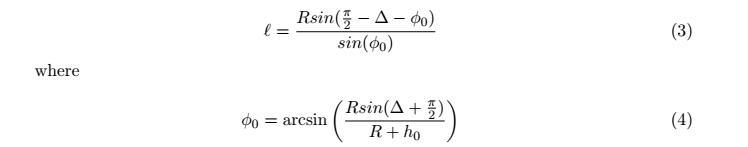 ℓ = Rsin(π/2 − Δ − ϕ₀) / sin(ϕ₀) (3)
where
ϕ₀ = arcsin( Rsin(Δ + π/2) / R + h₀ ) (4)